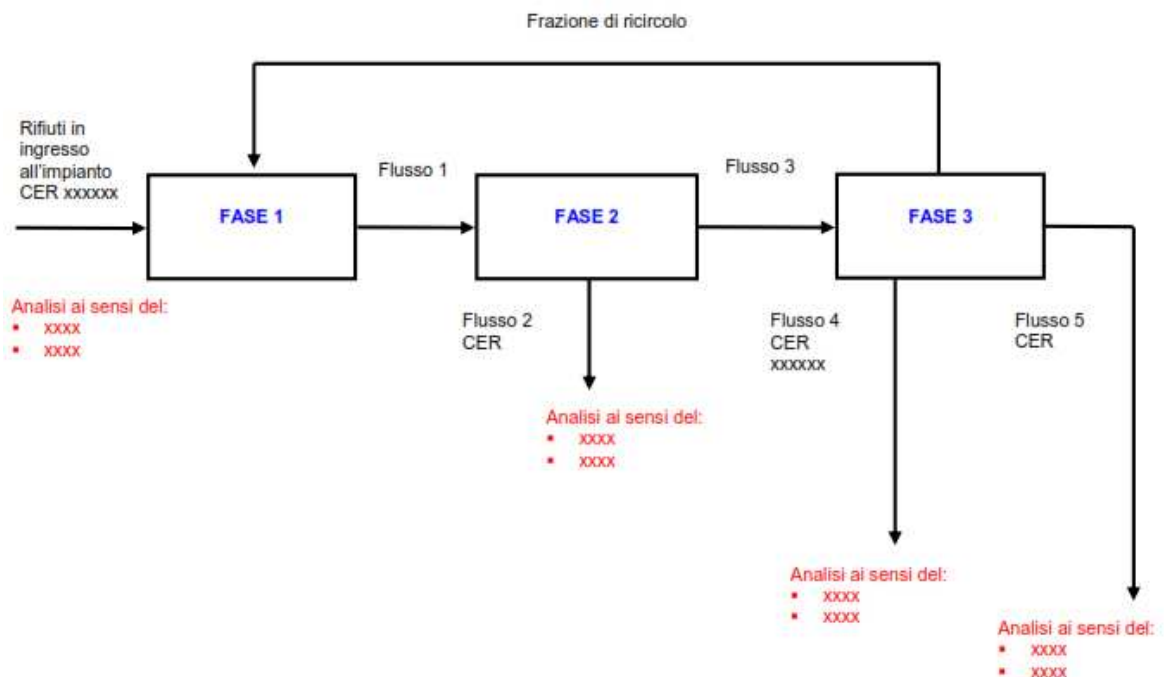 Frazione di ricircolo
Rifiuti in
ingresso
all'impianto
CER xxxxxx
Flusso 1
Flusso 3
FASE 1
FASE 2
FASE 3
Analisi ai sensi del:
▪ xxxx
▪ xxxx
Flusso 2
CER
Flusso 4
CER
xxxxxx
Flusso 5
CER
Analisi ai sensi del:
▪ xxxx
▪ xxxx
Analisi ai sensi del:
▪ xxxx
▪ xxxx
Analisi ai sensi del:
▪ xxxx
▪ xxxx